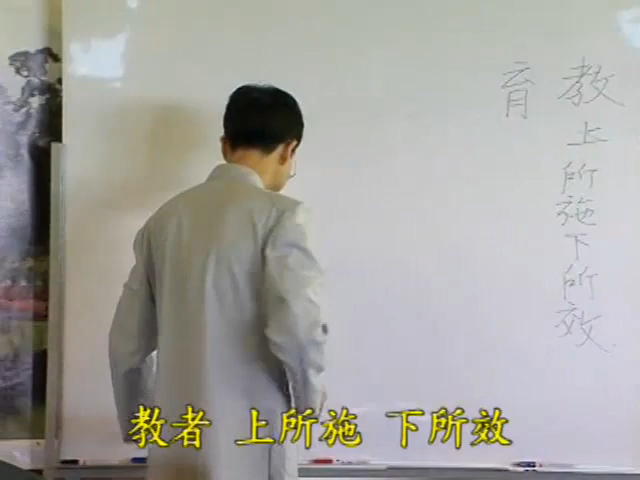 教上所施下所效
育
教者 上所施 下所效